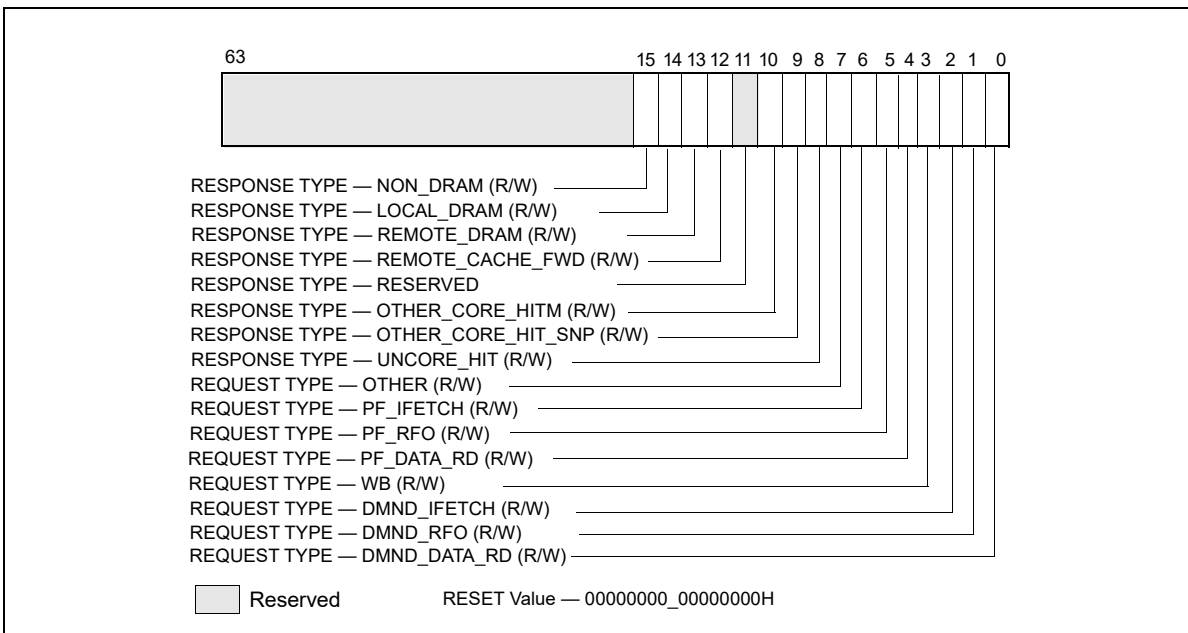 63 15 14 13 12 11 10 9 8 7 6 5 4 3 2 1 0
RESPONSE TYPE — NON_DRAM (R/W)
RESPONSE TYPE — LOCAL_DRAM (R/W)
RESPONSE TYPE — REMOTE_DRAM (R/W)
RESPONSE TYPE — REMOTE_CACHE_FWD (R/W)
RESPONSE TYPE — RESERVED
RESPONSE TYPE — OTHER_CORE_HITM (R/W)
RESPONSE TYPE — OTHER_CORE_HIT_SNP (R/W)
RESPONSE TYPE — UNCORE_HIT (R/W)
REQUEST TYPE — OTHER (R/W)
REQUEST TYPE — PF_IFETCH (R/W)
REQUEST TYPE — PF_RFO (R/W)
REQUEST TYPE — PF_DATA_RD (R/W)
REQUEST TYPE — WB (R/W)
REQUEST TYPE — DMND_IFETCH (R/W)
REQUEST TYPE — DMND_RFO (R/W)
REQUEST TYPE — DMND_DATA_RD (R/W)
Reserved RESET Value — 00000000_00000000H